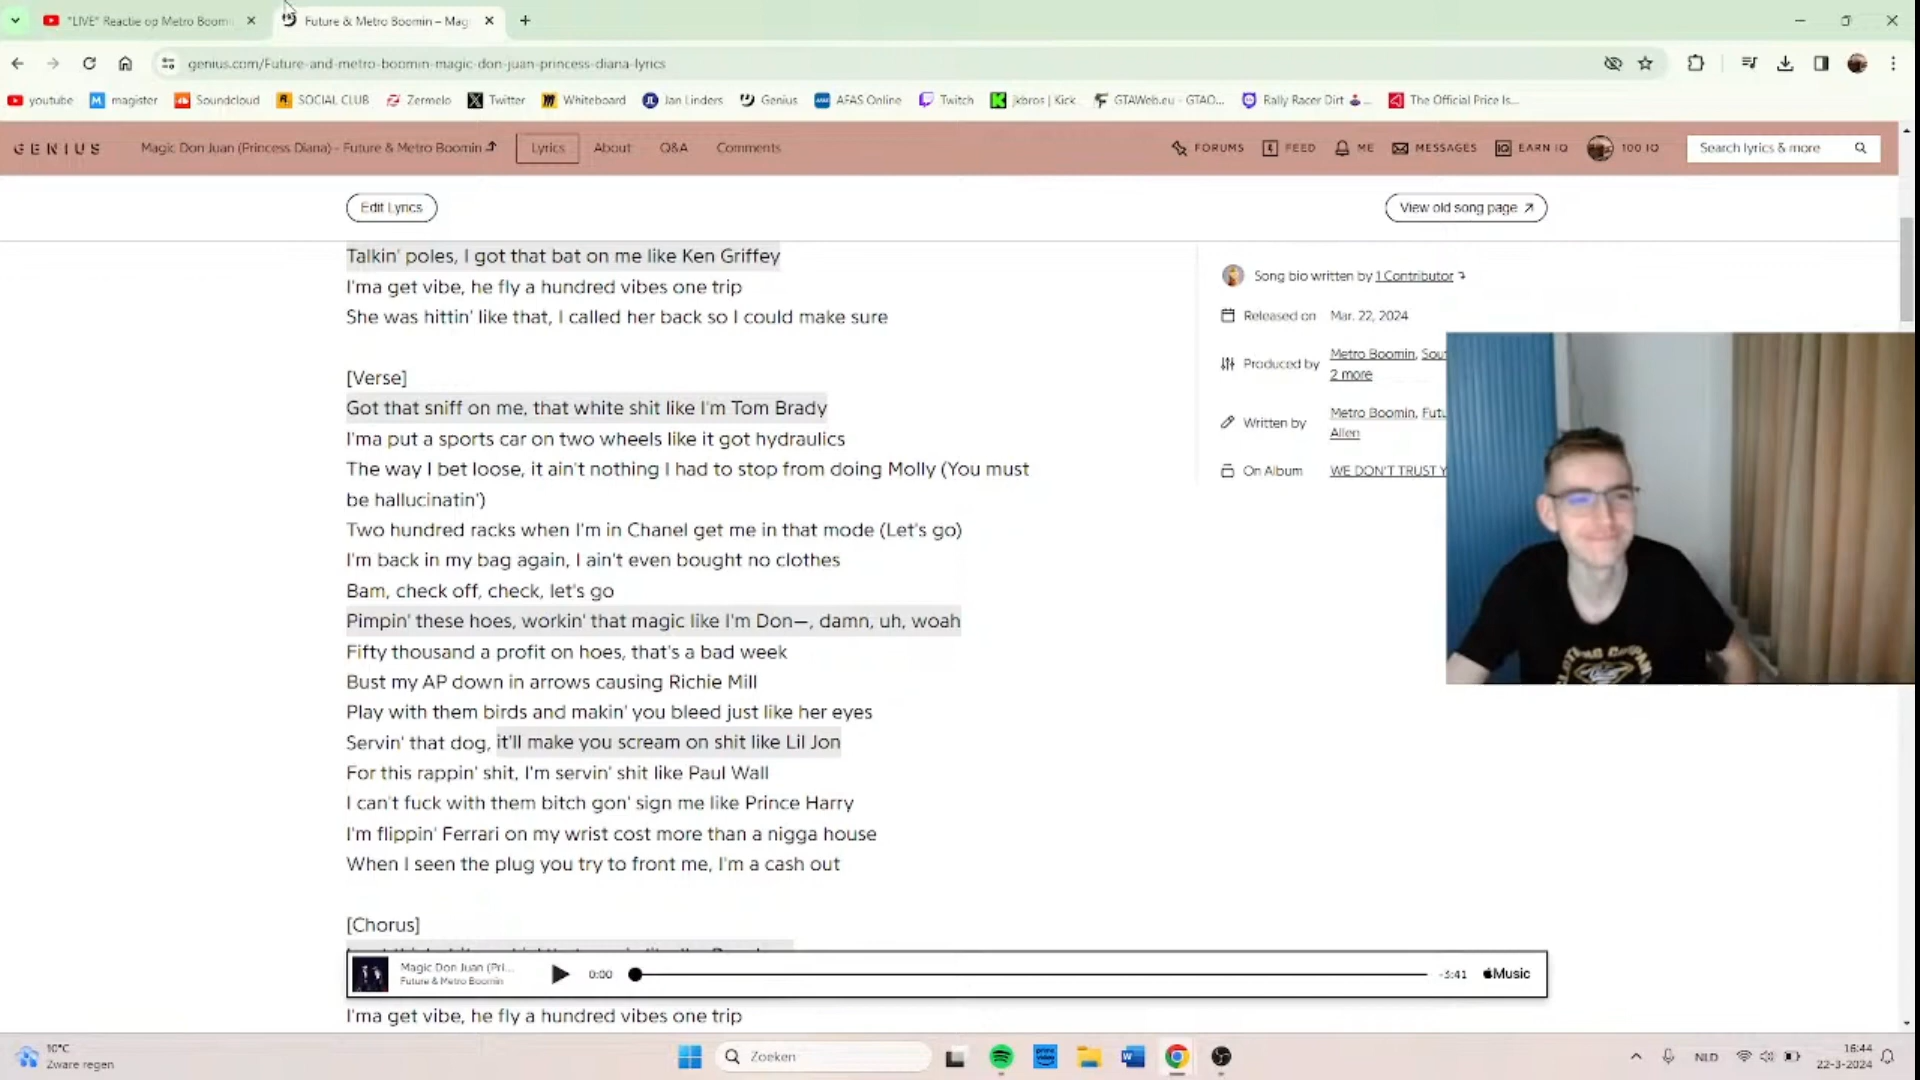 "LIVE" Reactie op Metro Boom
Future & Metro Boomin – Mag
genius.com/Future-and-metro-boomin-magic-don-juan-princess-diana-lyrics
youtube
magister
Soundcloud
SOCIAL CLUB
Zermelo
Twitter
Whiteboard
Jan Linders
Genius
AFAS Online
Twitch
jkbros | Kick...
GTAWeb.eu - GTAO...
Rally Racer Dirt
The Official Price Is...
GENIUS
Magic Don Juan (Princess Diana) – Future & Metro Boomin
Lyrics
About
Q&A
Comments
FORUMS
FEED
ME
MESSAGES
EARN IQ
100 IQ
Search lyrics & more
Edit Lyrics
View old song page
Talkin' poles, I got that bat on me like Ken Griffey
I'ma get vibe, he fly a hundred vibes one trip
She was hittin' like that, I called her back so I could make sure
[Verse]
Got that sniff on me, that white shit like I'm Tom Brady
I'ma put a sports car on two wheels like it got hydraulics
The way I bet loose, it ain't nothing I had to stop from doing Molly (You must
be hallucinatin')
Two hundred racks when I'm in Chanel get me in that mode (Let's go)
I'm back in my bag again, I ain't even bought no clothes
Bam, check off, check, let's go
Pimpin' these hoes, workin' that magic like I'm Don—, damn, uh, woah
Fifty thousand a profit on hoes, that's a bad week
Bust my AP down in arrows causing Richie Mill
Play with them birds and makin' you bleed just like her eyes
Servin' that dog, it'll make you scream on shit like Lil Jon
For this rappin' shit, I'm servin' shit like Paul Wall
I can't fuck with them bitch gon' sign me like Prince Harry
I'm flippin' Ferrari on my wrist cost more than a nigga house
When I seen the plug you try to front me, I'm a cash out
[Chorus]
I'ma get vibe, he fly a hundred vibes one trip
Song bio written by 1 Contributor
Released on Mar. 22, 2024
Produced by Metro Boomin, Sou
2 more
Written by Metro Boomin, Futu
Allen
On Album WE DON'T TRUST Y
Magic Don Juan (Pri...
Future & Metro Boomin
0:00
-3:41
Music
10°C
Zware regen
Zoeken
NLD
16:44
22-3-2024